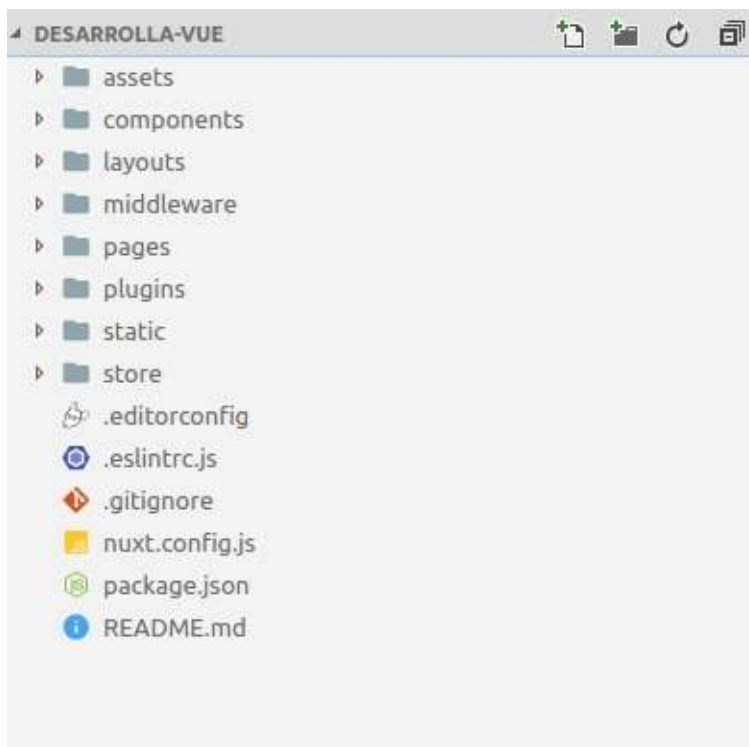 DESARROLLA-VUE
assets
components
layouts
middleware
pages
plugins
static
store
.editorconfig
.eslintrc.js
.gitignore
nuxt.config.js
package.json
README.md